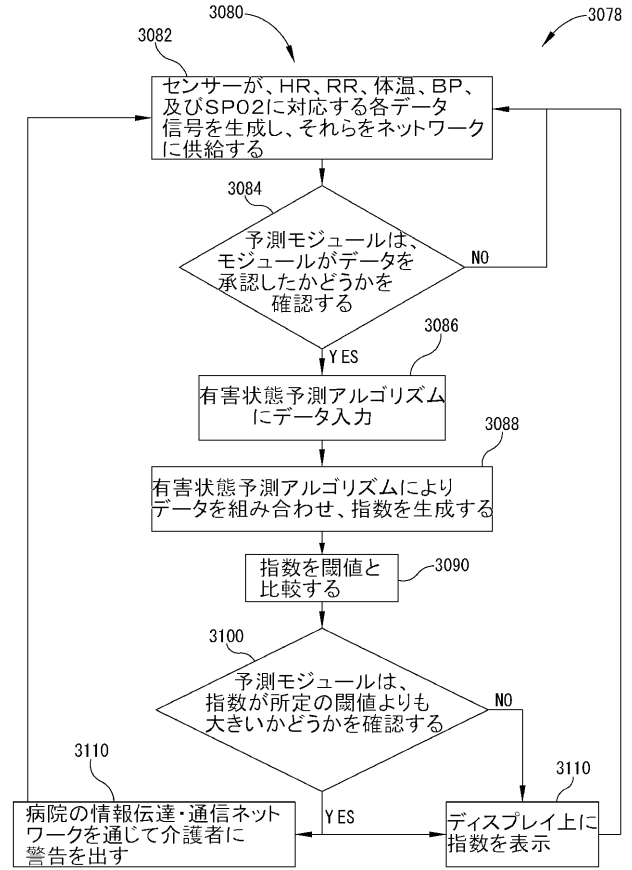 3080
3078
3082
センサーが、HR、RR、体温、BP、
及びSPO2に対応する各データ
信号を生成し、それらをネットワーク
に供給する
3084
予測モジュールは、
モジュールがデータを
承認したかどうかを
確認する
NO
YES
3086
有害状態予測アルゴリズム
にデータ入力
3088
有害状態予測アルゴリズムにより
データを組み合わせ、指数を生成する
指数を閾値と
比較する
3090
3100
予測モジュールは、
指数が所定の閾値よりも
大きいかどうかを確認する
NO
YES
3110
病院の情報伝達・通信ネット
ワークを通じて介護者に
警告を出す
3110
ディスプレイ上に
指数を表示